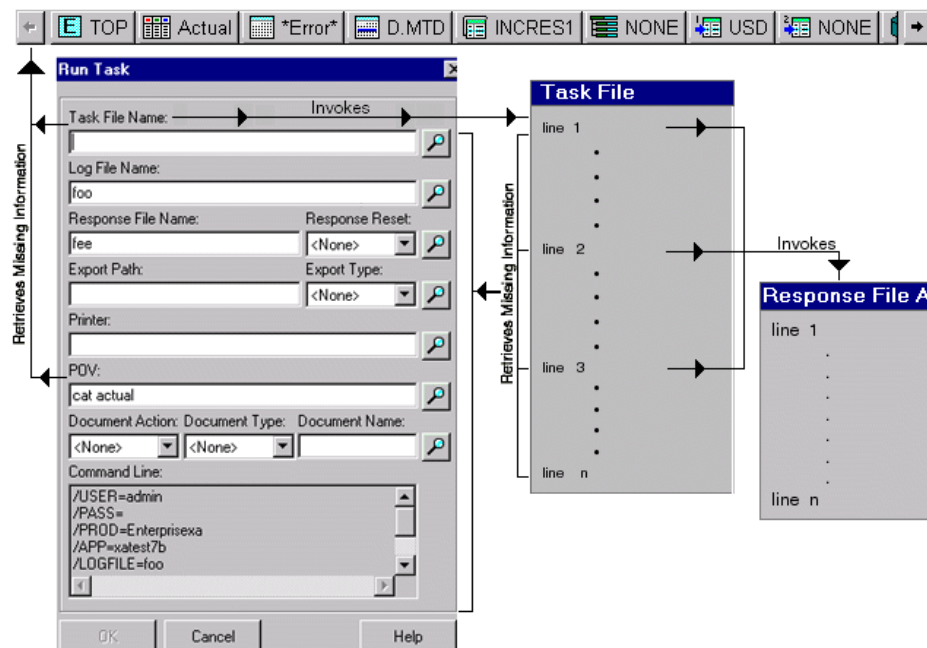 E TOP Actual *Error* D.MTD INCRES1 NONE 1 USD 2 NONE
Run Task
Task File Name:
Invokes
Log File Name:
foo
Response File Name: Response Reset:
fee <None>
Export Path: Export Type:
<None>
Printer:
POV:
cat actual
Document Action: Document Type: Document Name:
<None> <None>
Command Line:
/USER=admin
/PASS=
/PROD=Enterprisexa
/APP=xatest7b
/LOGFILE=foo
OK Cancel Help
Retrieves Missing Information
Retrieves Missing Information
Task File
line 1
line 2
line 3
line n
Invokes
Response File A
line 1
line n